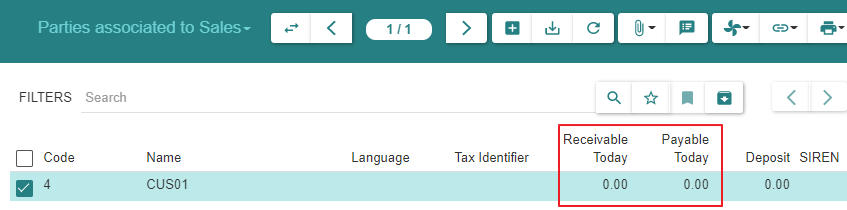 Parties associated to Sales
1 / 1
FILTERS Search
Code Name Language Tax Identifier Receivable Today Payable Today Deposit SIREN
4 CUS01 0.00 0.00 0.00